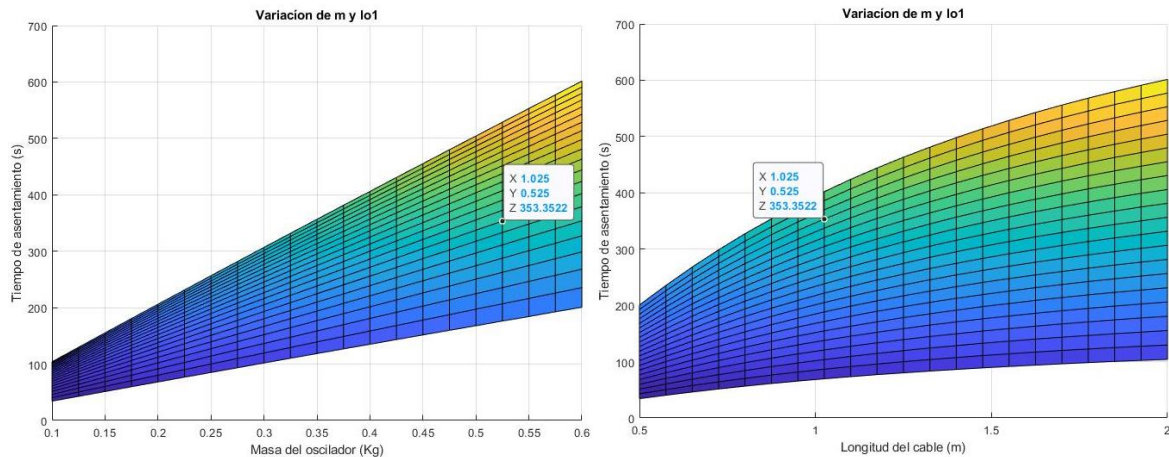 Variacíon de m y lo1
700
600
500
400
300
200
100
0
Tiempo de asentamiento (s)
X 1.025
Y 0.525
Z 353.3522
0.1 0.15 0.2 0.25 0.3 0.35 0.4 0.45 0.5 0.55 0.6
Masa del oscilador (Kg)
Variacíon de m y lo1
700
600
500
400
300
200
100
0
Tiempo de asentamiento (s)
X 1.025
Y 0.525
Z 353.3522
0.5 1 1.5 2
Longitud del cable (m)